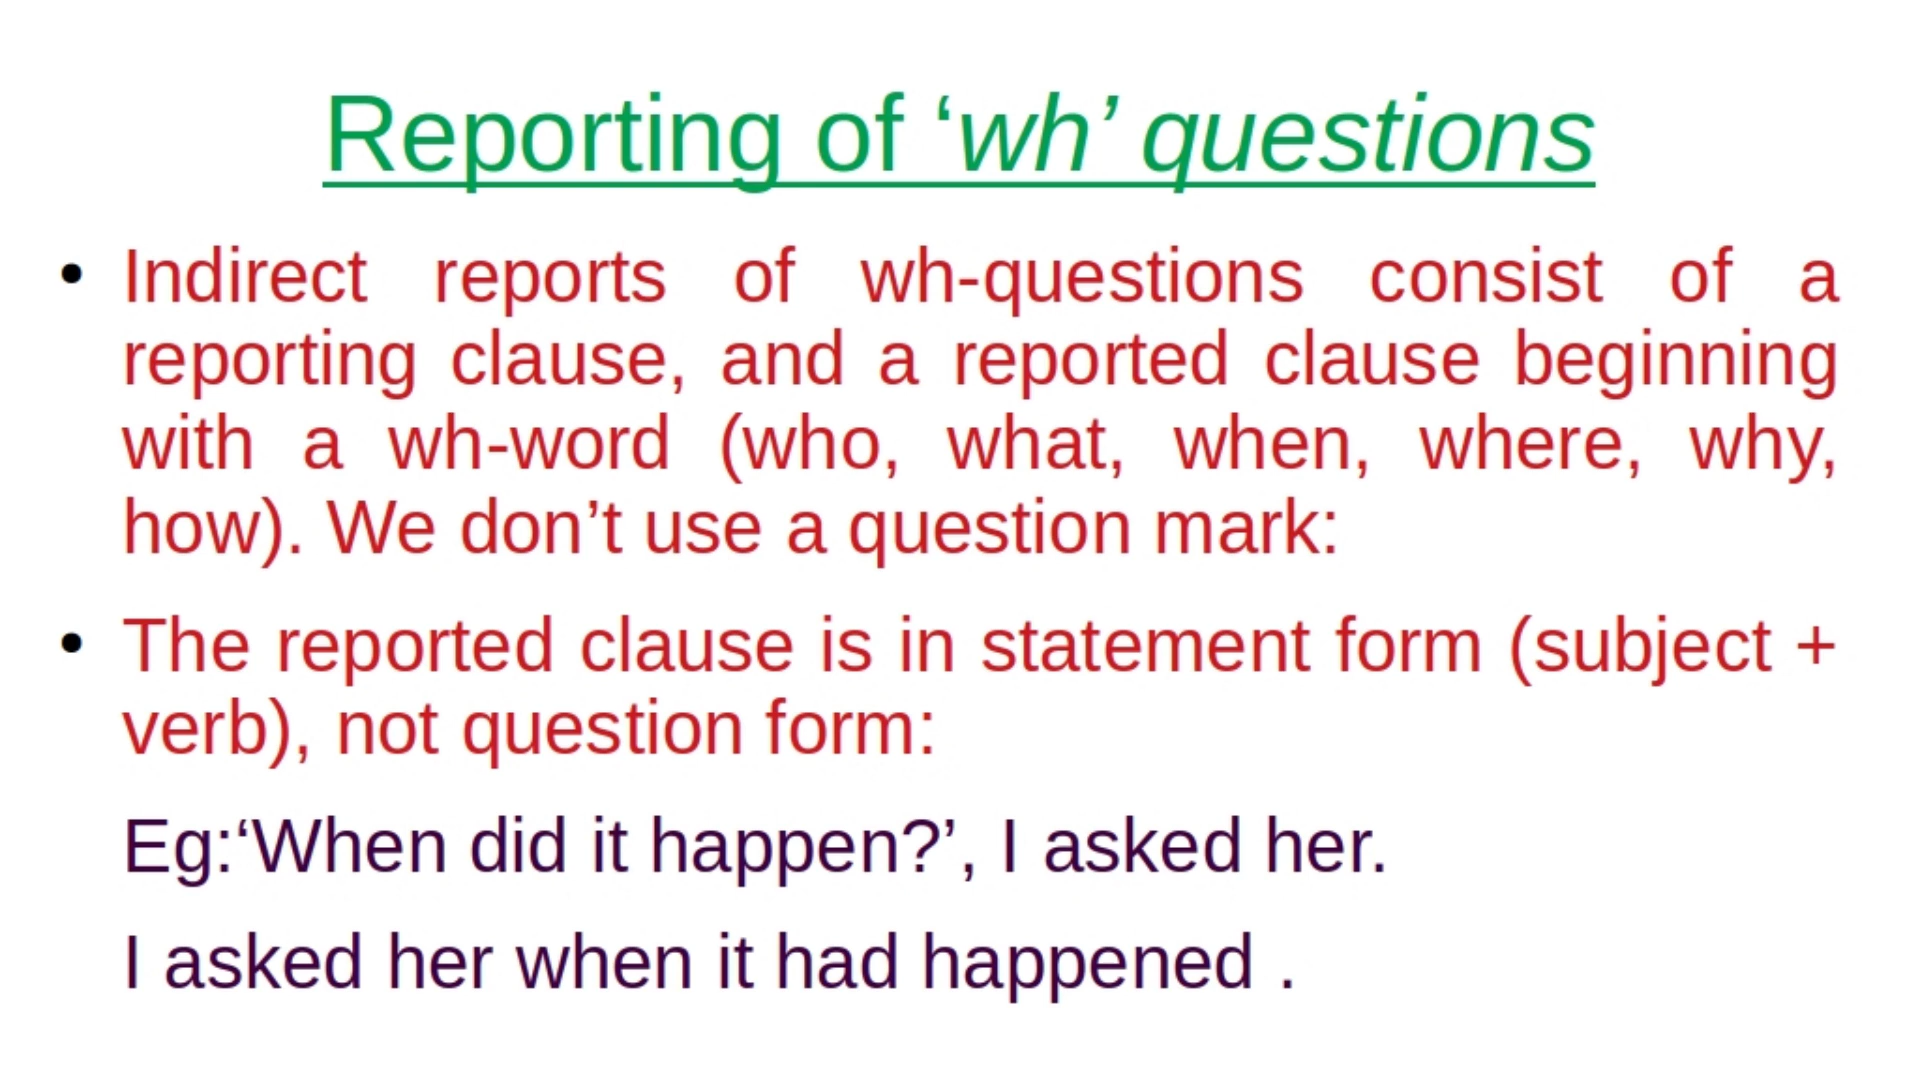 Reporting of ‘wh’ questions
• Indirect reports of wh-questions consist of a
reporting clause, and a reported clause beginning
with a wh-word (who, what, when, where, why,
how). We don’t use a question mark:
• The reported clause is in statement form (subject +
verb), not question form:
Eg:‘When did it happen?’, I asked her.
I asked her when it had happened .